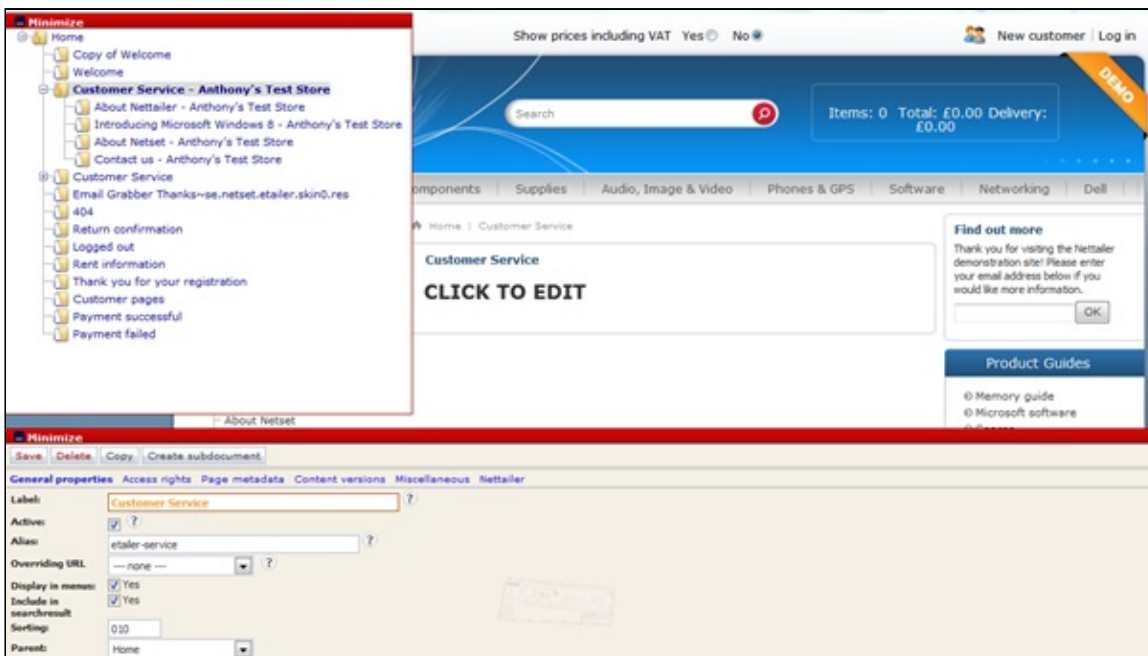 Minimize
Home
Copy of Welcome
Welcome
Customer Service - Anthony's Test Store
About Nettailer - Anthony's Test Store
Introducing Microsoft Windows 8 - Anthony's Test Store
About Netset - Anthony's Test Store
Contact us - Anthony's Test Store
Customer Service
Email Grabber Thanks~se.netset.etailer.skin0.res
404
Return confirmation
Logged out
Rent information
Thank you for your registration
Customer pages
Payment successful
Payment failed
Show prices including VAT Yes No
New customer | Log in
DEMO
Search
Items: 0 Total: £0.00 Delivery:
£0.00
omponents Supplies Audio, Image & Video Phones & GPS Software Networking Dell
Home : Customer Service
Customer Service
CLICK TO EDIT
Find out more
Thank you for visiting the Nettailer
demonstration site! Please enter
your email address below if you
would like more information.
OK
Product Guides
Memory guide
Microsoft software
About Netset
Minimize
Save Delete Copy Create subdocument
General properties Access rights Page metadata Content versions Miscellaneous Nettailer
Label: Customer Service ?
Active: ?
Alias: etailer-service ?
Overriding URL --- none --- ?
Display in menus: Yes
Include in Yes
searchresult
Sorting: 010
Parent: Home